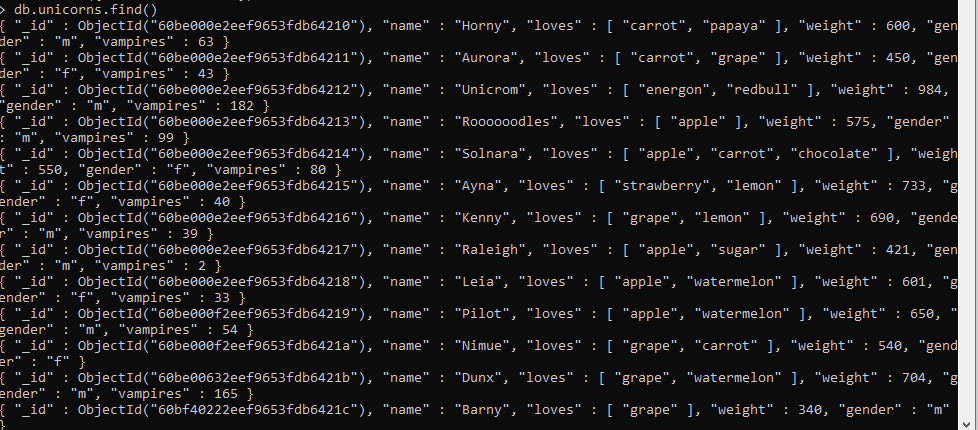 > db.unicorns.find()
{ "_id" : ObjectId("60be000e2eef9653fdb64210"), "name" : "Horny", "loves" : [ "carrot", "papaya" ], "weight" : 600, "gen
der" : "m", "vampires" : 63 }
{ "_id" : ObjectId("60be000e2eef9653fdb64211"), "name" : "Aurora", "loves" : [ "carrot", "grape" ], "weight" : 450, "gen
der" : "f", "vampires" : 43 }
{ "_id" : ObjectId("60be000e2eef9653fdb64212"), "name" : "Unicrom", "loves" : [ "energon", "redbull" ], "weight" : 984,
"gender" : "m", "vampires" : 182 }
{ "_id" : ObjectId("60be000e2eef9653fdb64213"), "name" : "Roooooodles", "loves" : [ "apple" ], "weight" : 575, "gender"
: "m", "vampires" : 99 }
{ "_id" : ObjectId("60be000e2eef9653fdb64214"), "name" : "Solnara", "loves" : [ "apple", "carrot", "chocolate" ], "weigh
t" : 550, "gender" : "f", "vampires" : 80 }
{ "_id" : ObjectId("60be000e2eef9653fdb64215"), "name" : "Ayna", "loves" : [ "strawberry", "lemon" ], "weight" : 733, "g
ender" : "f", "vampires" : 40 }
{ "_id" : ObjectId("60be000e2eef9653fdb64216"), "name" : "Kenny", "loves" : [ "grape", "lemon" ], "weight" : 690, "gende
r" : "m", "vampires" : 39 }
{ "_id" : ObjectId("60be000e2eef9653fdb64217"), "name" : "Raleigh", "loves" : [ "apple", "sugar" ], "weight" : 421, "gen
der" : "m", "vampires" : 2 }
{ "_id" : ObjectId("60be000e2eef9653fdb64218"), "name" : "Leia", "loves" : [ "apple", "watermelon" ], "weight" : 601, "g
ender" : "f", "vampires" : 33 }
{ "_id" : ObjectId("60be000f2eef9653fdb64219"), "name" : "Pilot", "loves" : [ "apple", "watermelon" ], "weight" : 650, "
gender" : "m", "vampires" : 54 }
{ "_id" : ObjectId("60be000f2eef9653fdb6421a"), "name" : "Nimue", "loves" : [ "grape", "carrot" ], "weight" : 540, "gend
er" : "f" }
{ "_id" : ObjectId("60be00632eef9653fdb6421b"), "name" : "Dunx", "loves" : [ "grape", "watermelon" ], "weight" : 704, "g
ender" : "m", "vampires" : 165 }
{ "_id" : ObjectId("60bf40222eef9653fdb6421c"), "name" : "Barny", "loves" : [ "grape" ], "weight" : 340, "gender" : "m"
}